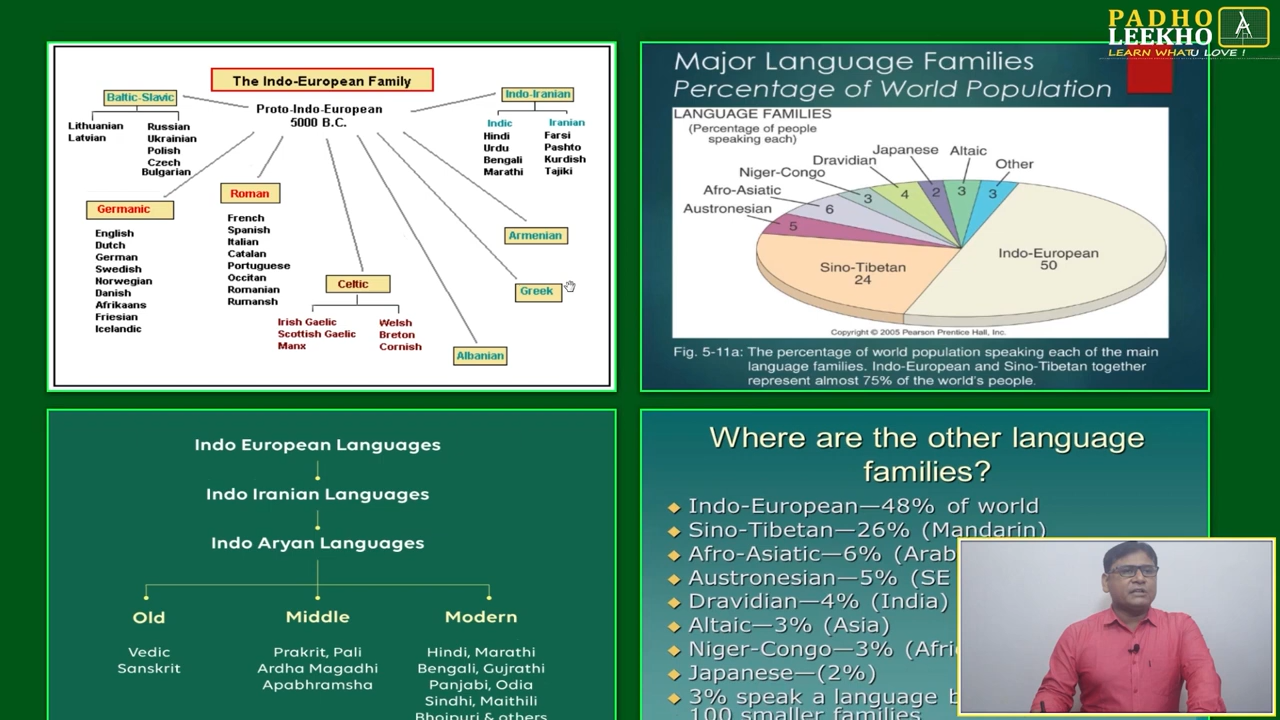 PADHO
LEEKHO
LEARN WHAT U LOVE !
The Indo-European Family
Proto-Indo-European
5000 B.C.
Baltic-Slavic
Lithuanian
Latvian
Russian
Ukrainian
Polish
Czech
Bulgarian
Indo-Iranian
Indic
Hindi
Urdu
Bengali
Marathi
Iranian
Farsi
Pashto
Kurdish
Tajiki
Germanic
English
Dutch
German
Swedish
Norwegian
Danish
Afrikaans
Friesian
Icelandic
Roman
French
Spanish
Italian
Catalan
Portuguese
Occitan
Romanian
Rumansh
Celtic
Irish Gaelic
Scottish Gaelic
Manx
Welsh
Breton
Cornish
Armenian
Greek
Albanian
Major Language Families
Percentage of World Population
LANGUAGE FAMILIES
(Percentage of people
speaking each)
Austronesian
5
Afro-Asiatic
6
Niger-Congo
3
Dravidian
4
Japanese
2
Altaic
3
Other
3
Sino-Tibetan
24
Indo-European
50
Copyright © 2005 Pearson Prentice Hall, Inc.
Fig. 5-11a: The percentage of world population speaking each of the main
language families. Indo-European and Sino-Tibetan together
represent almost 75% of the world's people.
Indo European Languages
Indo Iranian Languages
Indo Aryan Languages
Old
Vedic
Sanskrit
Middle
Prakrit, Pali
Ardha Magadhi
Apabhramsha
Modern
Hindi, Marathi
Bengali, Gujrathi
Panjabi, Odia
Sindhi, Maithili
Bhojpuri & others
Where are the other language
families?
Indo-European—48% of world
Sino-Tibetan—26% (Mandarin)
Afro-Asiatic—6% (Arab
Austronesian—5% (SE
Dravidian—4% (India)
Altaic—3% (Asia)
Niger-Congo—3% (Afri
Japanese—(2%)
3% speak a language b
100 smaller families